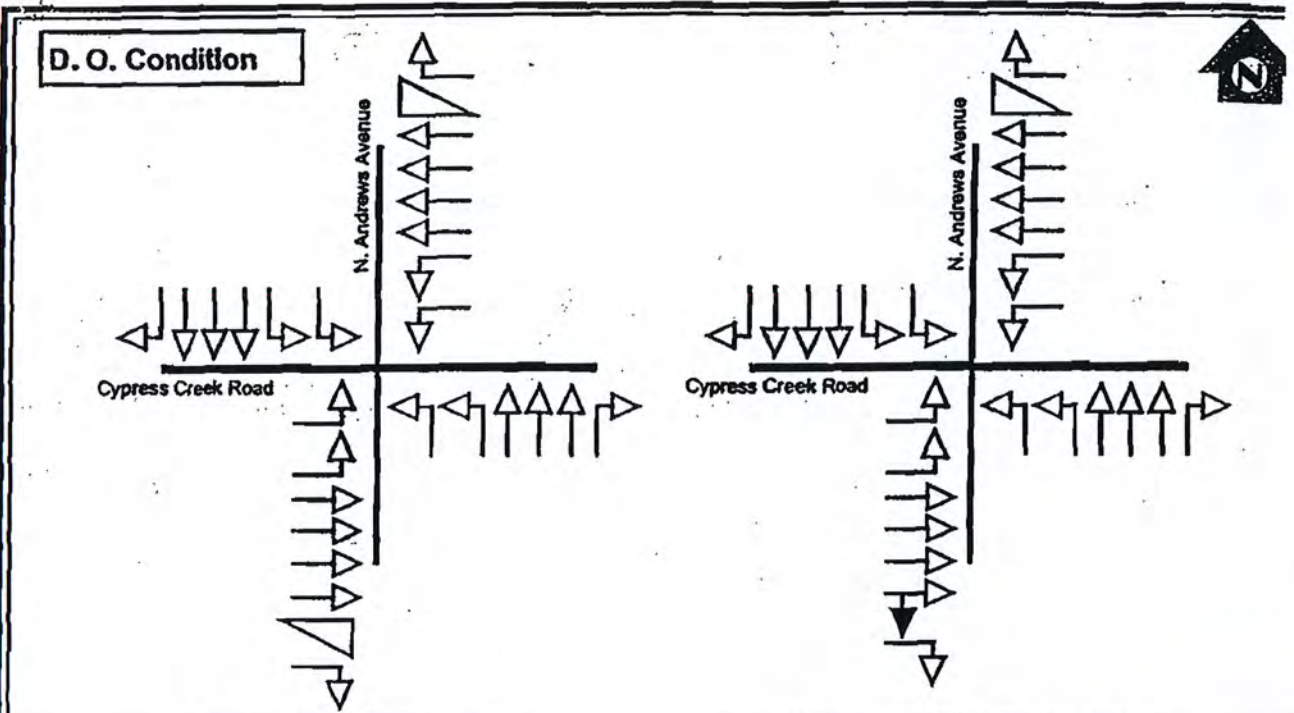 D. O. Condition
N. Andrews Avenue
Cypress Creek Road
N. Andrews Avenue
Cypress Creek Road
N